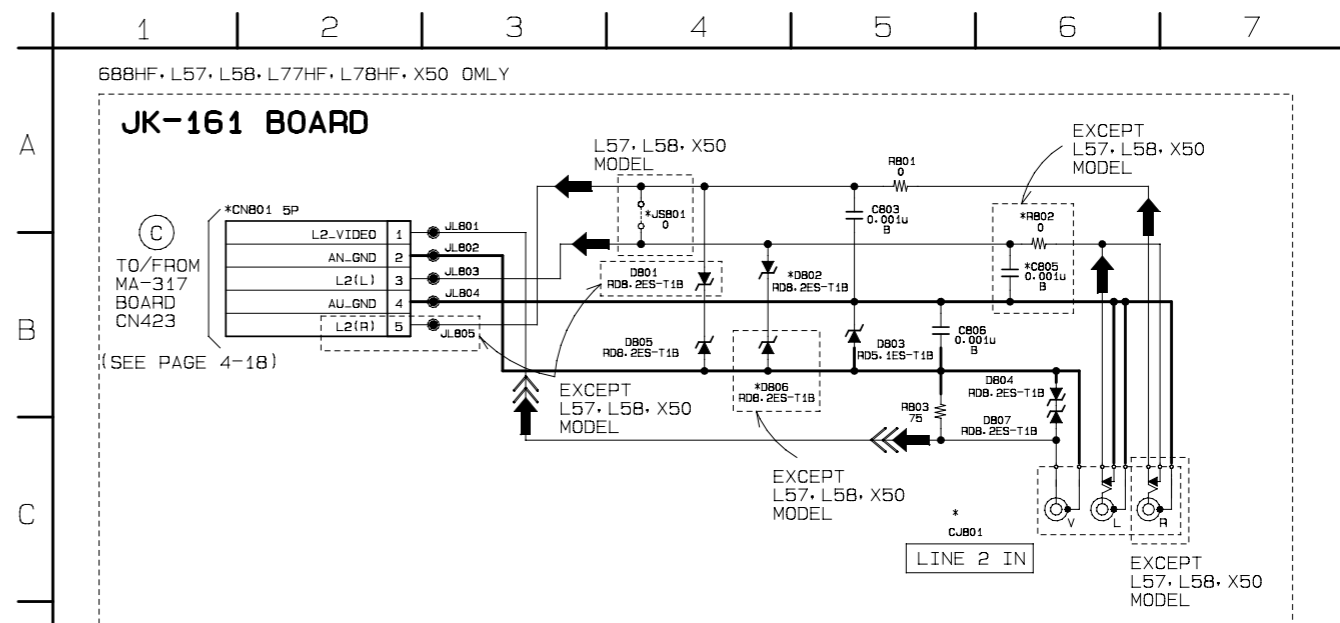 1 2 3 4 5 6 7
688HF, L57, L58, L77HF, L78HF, X50 OMLY
A
JK-161 BOARD
L57, L58, X50
MODEL
EXCEPT
L57, L58, X50
MODEL
R801
0
*JS801
0
C803
0.001u
B
*R802
0
*C805
0.001u
B
*CN801 5P
C
TO/FROM
MA-317
BOARD
CN423
(SEE PAGE 4-18)
L2_VIDEO 1 JL801
AN_GND 2 JL802
L2(L) 3 JL803
AU_GND 4 JL804
L2(R) 5 JL805
B
D801
RD8.2ES-T1B
*D802
RD8.2ES-T1B
D805
RD8.2ES-T1B
*D806
RD8.2ES-T1B
D803
RD5.1ES-T1B
C806
0.001u
B
EXCEPT
L57, L58, X50
MODEL
R803
75
D804
RD8.2ES-T1B
D807
RD8.2ES-T1B
EXCEPT
L57, L58, X50
MODEL
C
*
CJ801
LINE 2 IN
V L R
EXCEPT
L57, L58, X50
MODEL